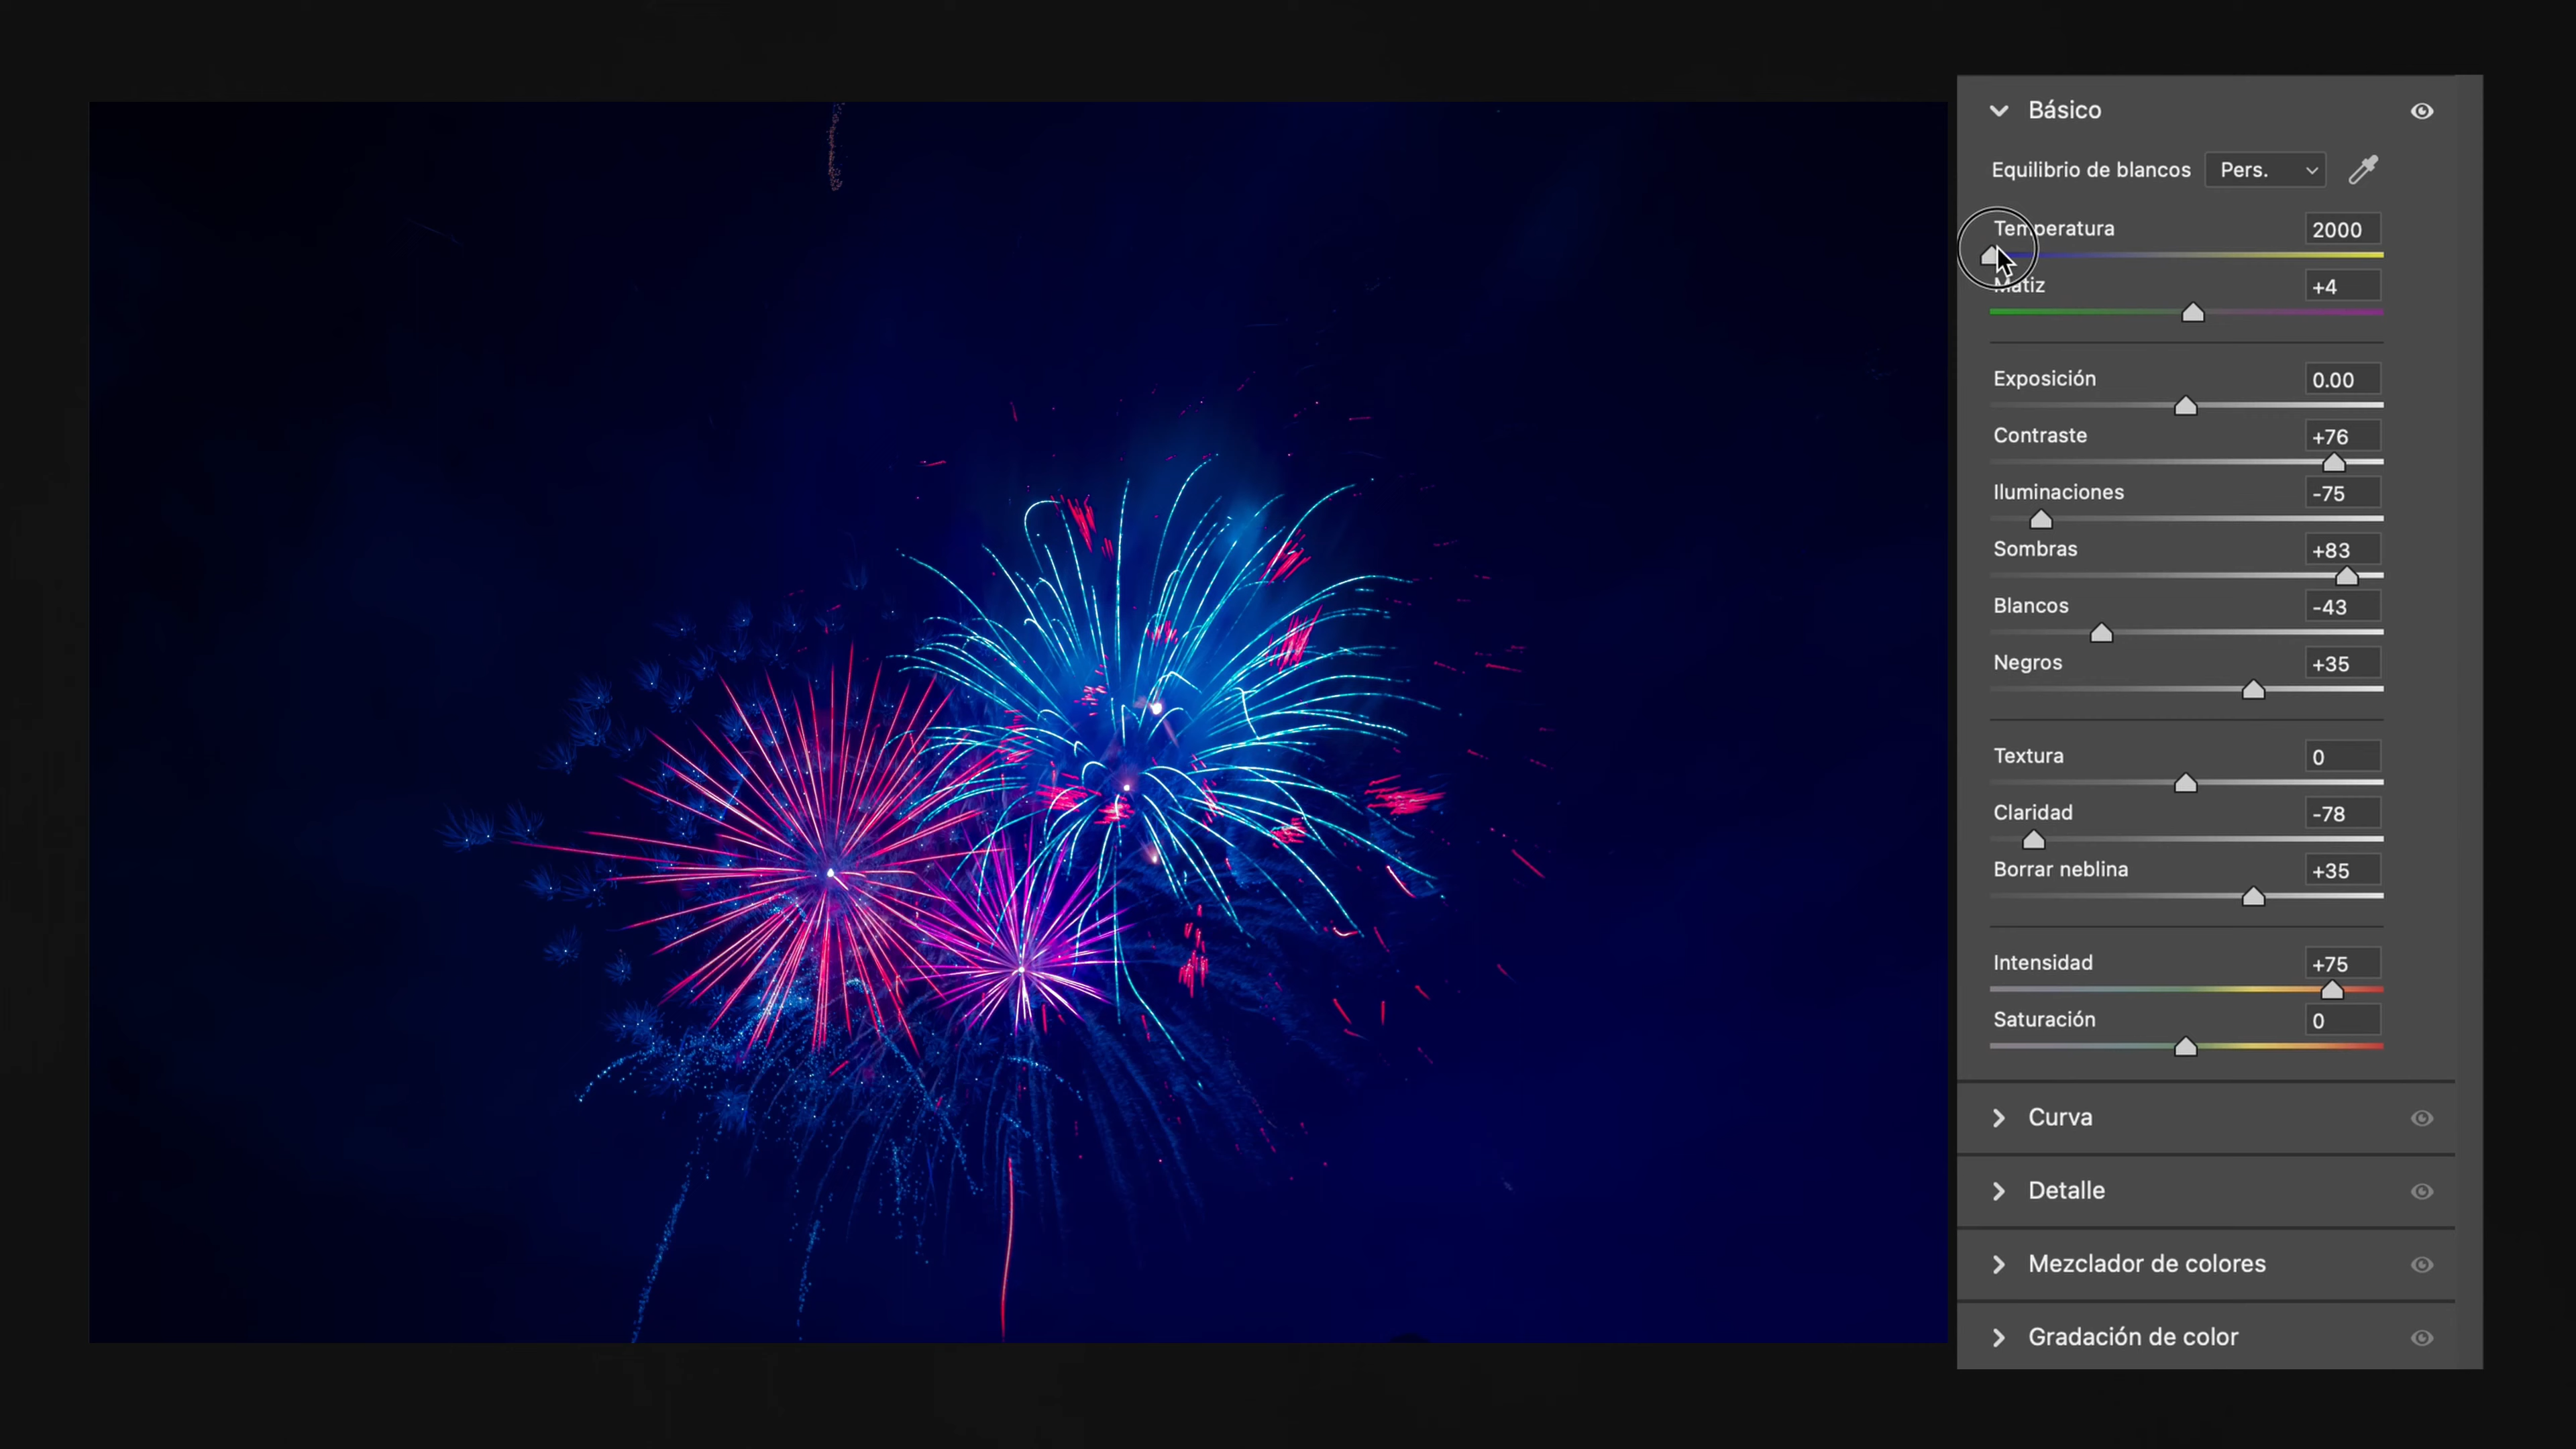 Básico
Equilibrio de blancos Pers.
Temperatura 2000
Matiz +4
Exposición 0.00
Contraste +76
Iluminaciones -75
Sombras +83
Blancos -43
Negros +35
Textura 0
Claridad -78
Borrar neblina +35
Intensidad +75
Saturación 0
Curva
Detalle
Mezclador de colores
Gradación de color